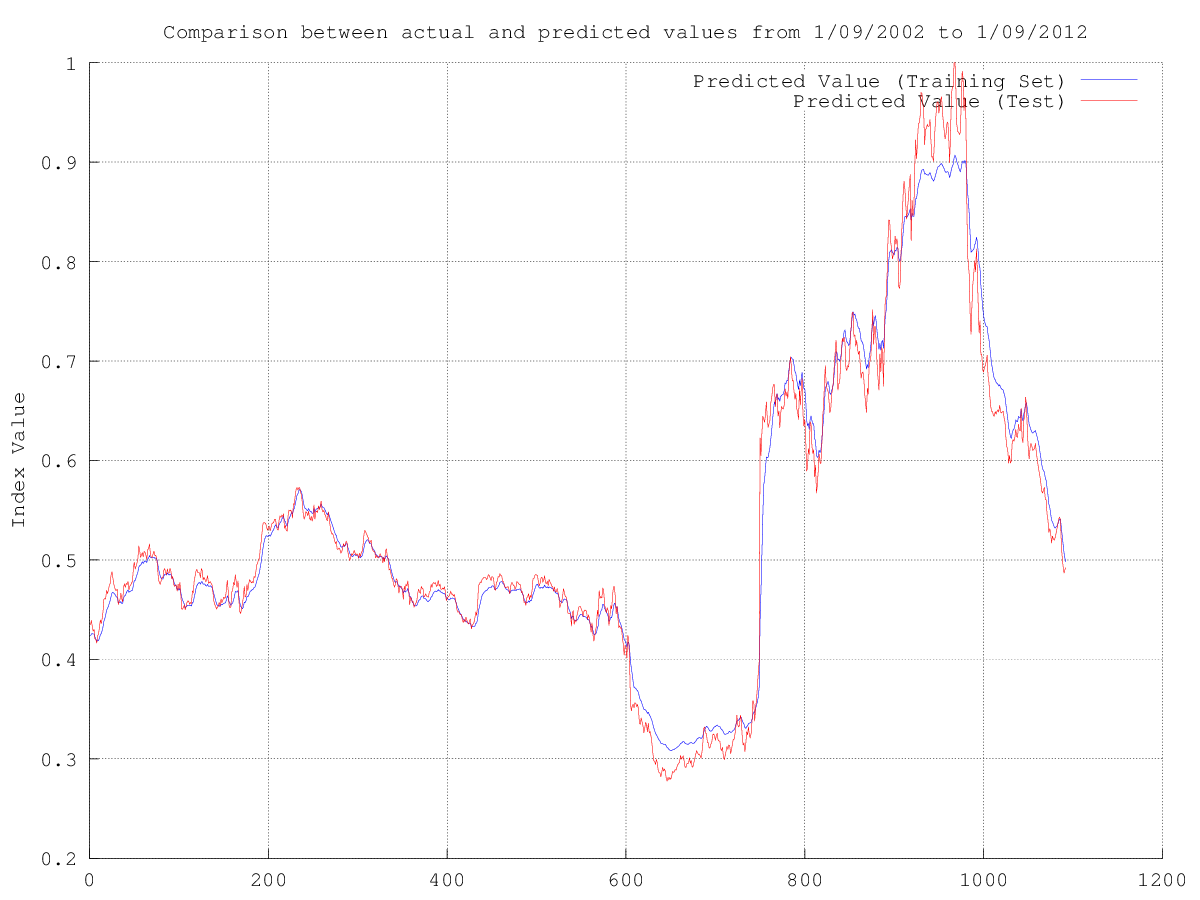 Comparison between actual and predicted values from 1/09/2002 to 1/09/2012
Predicted Value (Training Set)
Predicted Value (Test)
Index Value
1
0.9
0.8
0.7
0.6
0.5
0.4
0.3
0.2
0 200 400 600 800 1000 1200